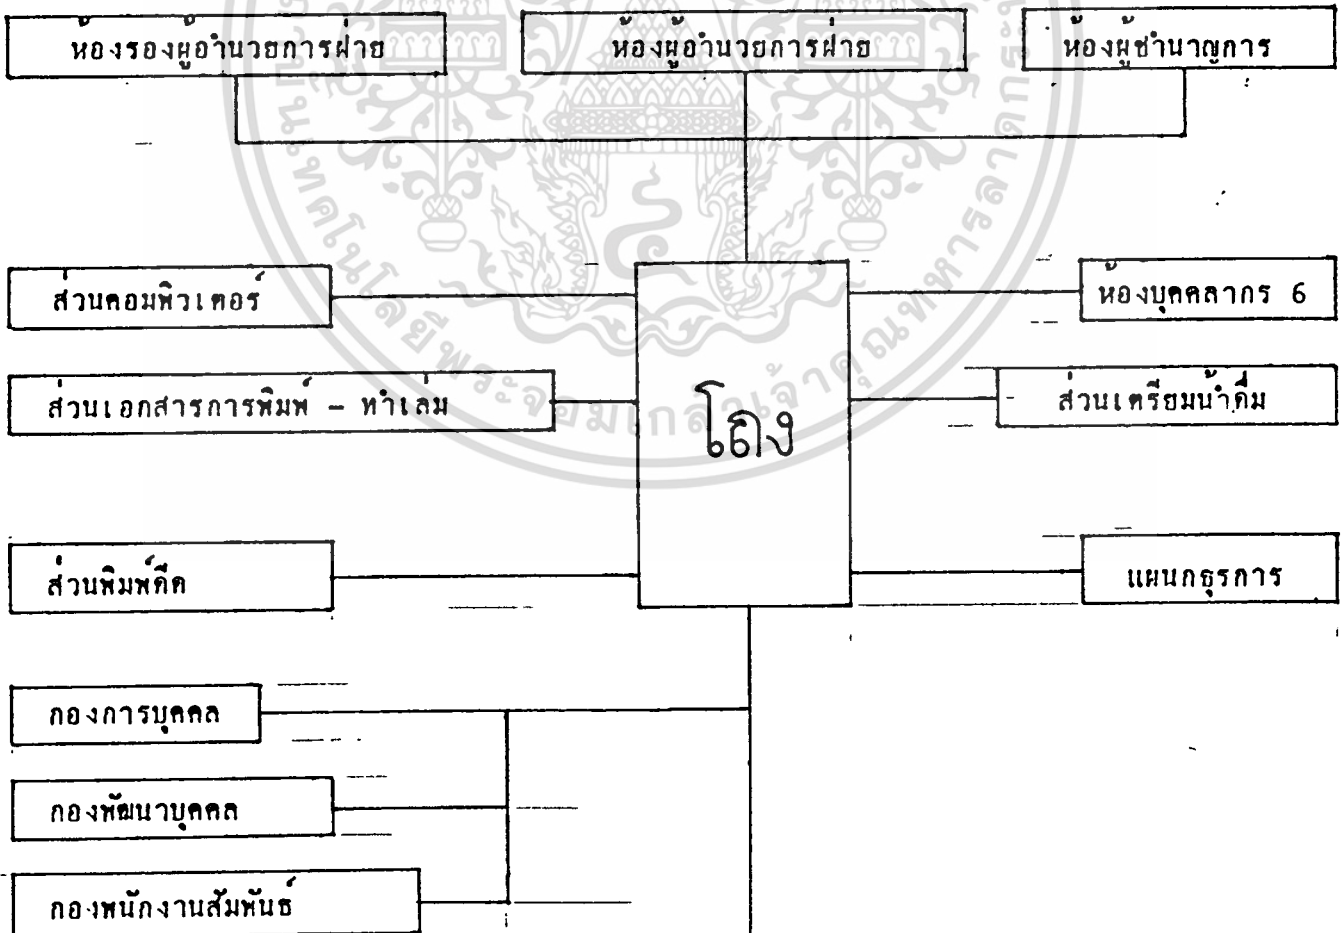 ห้องรองผู้อำนวยการฝ่าย
ห้องผู้อำนวยการฝ่าย
ห้องผู้ชำนาญการ
ส่วนคอมพิวเตอร์
ห้องบุคคลากร 6
ส่วนเอกสารการพิมพ์ - ทำเล่ม
โถง
ส่วนเตรียมน้ำดื่ม
ส่วนพิมพ์ดีด
แผนกธุรการ
กองการบุคคล
กองพัฒนาบุคคล
กองพนักงานสัมพันธ์